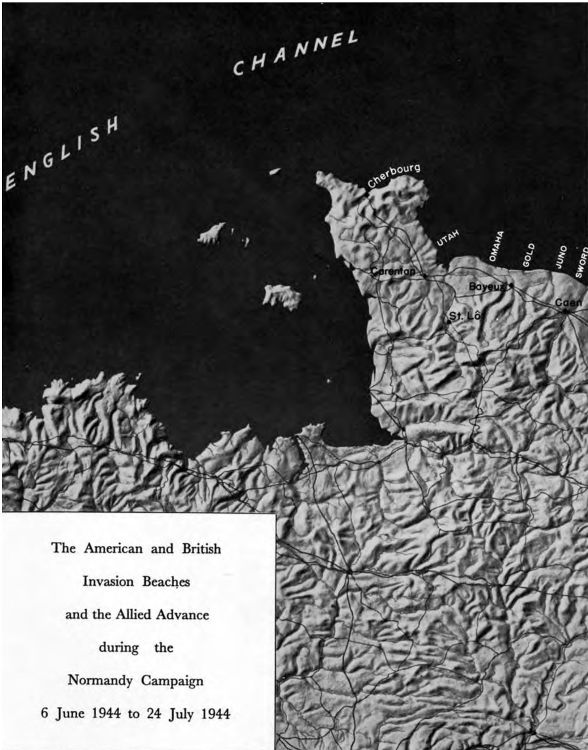 CHANNEL
ENGLISH
Cherbourg
UTAH
OMAHA
GOLD
JUNO
SWORD
Carentan
Bayeux
Caen
St. Lô
The American and British
Invasion Beaches
and the Allied Advance
during the
Normandy Campaign
6 June 1944 to 24 July 1944